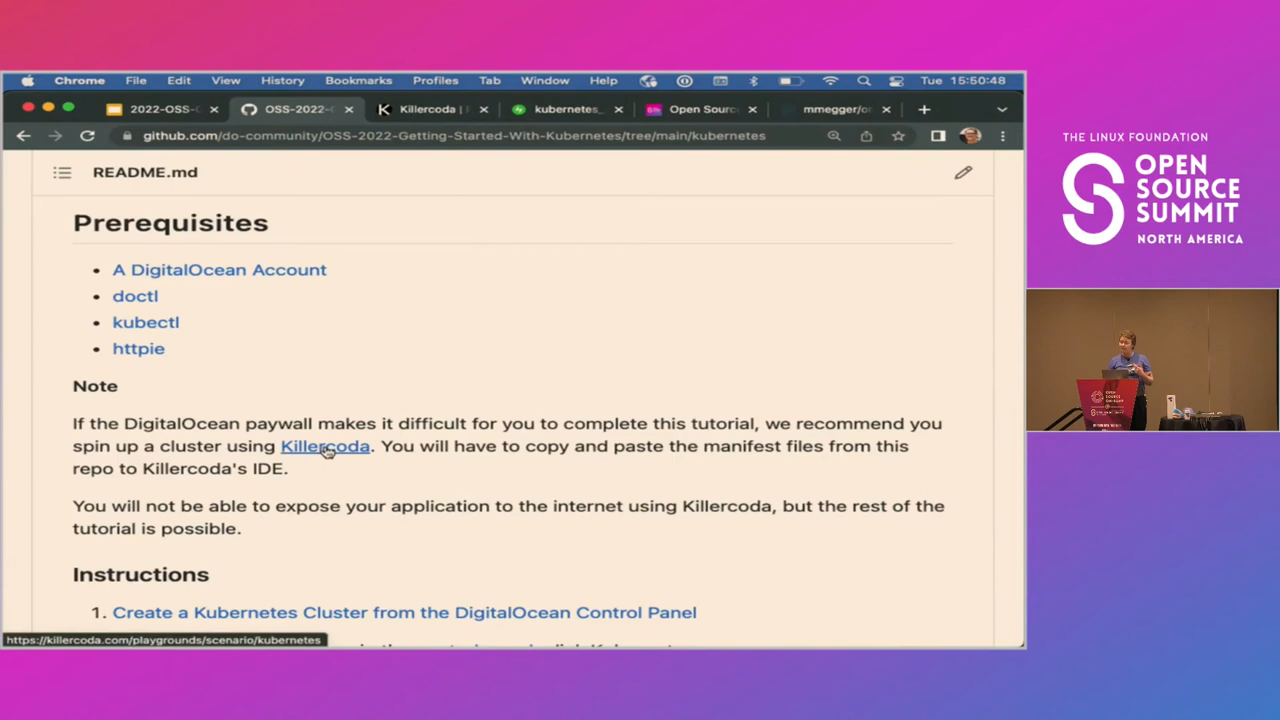 Chrome File Edit View History Bookmarks Profiles Tab Window Help Tue 15:50:48
2022-OSS- OSS-2022- Killercoda | kubernetes_ Open Sourc mmegger/o
github.com/do-community/OSS-2022-Getting-Started-With-Kubernetes/tree/main/kubernetes
README.md
Prerequisites
A DigitalOcean Account
doctl
kubectl
httpie
Note
If the DigitalOcean paywall makes it difficult for you to complete this tutorial, we recommend you
spin up a cluster using Killercoda. You will have to copy and paste the manifest files from this
repo to Killercoda's IDE.
You will not be able to expose your application to the internet using Killercoda, but the rest of the
tutorial is possible.
Instructions
1. Create a Kubernetes Cluster from the DigitalOcean Control Panel
https://killercoda.com/playgrounds/scenario/kubernetes
THE LINUX FOUNDATION
OPEN
SOURCE
SUMMIT
NORTH AMERICA